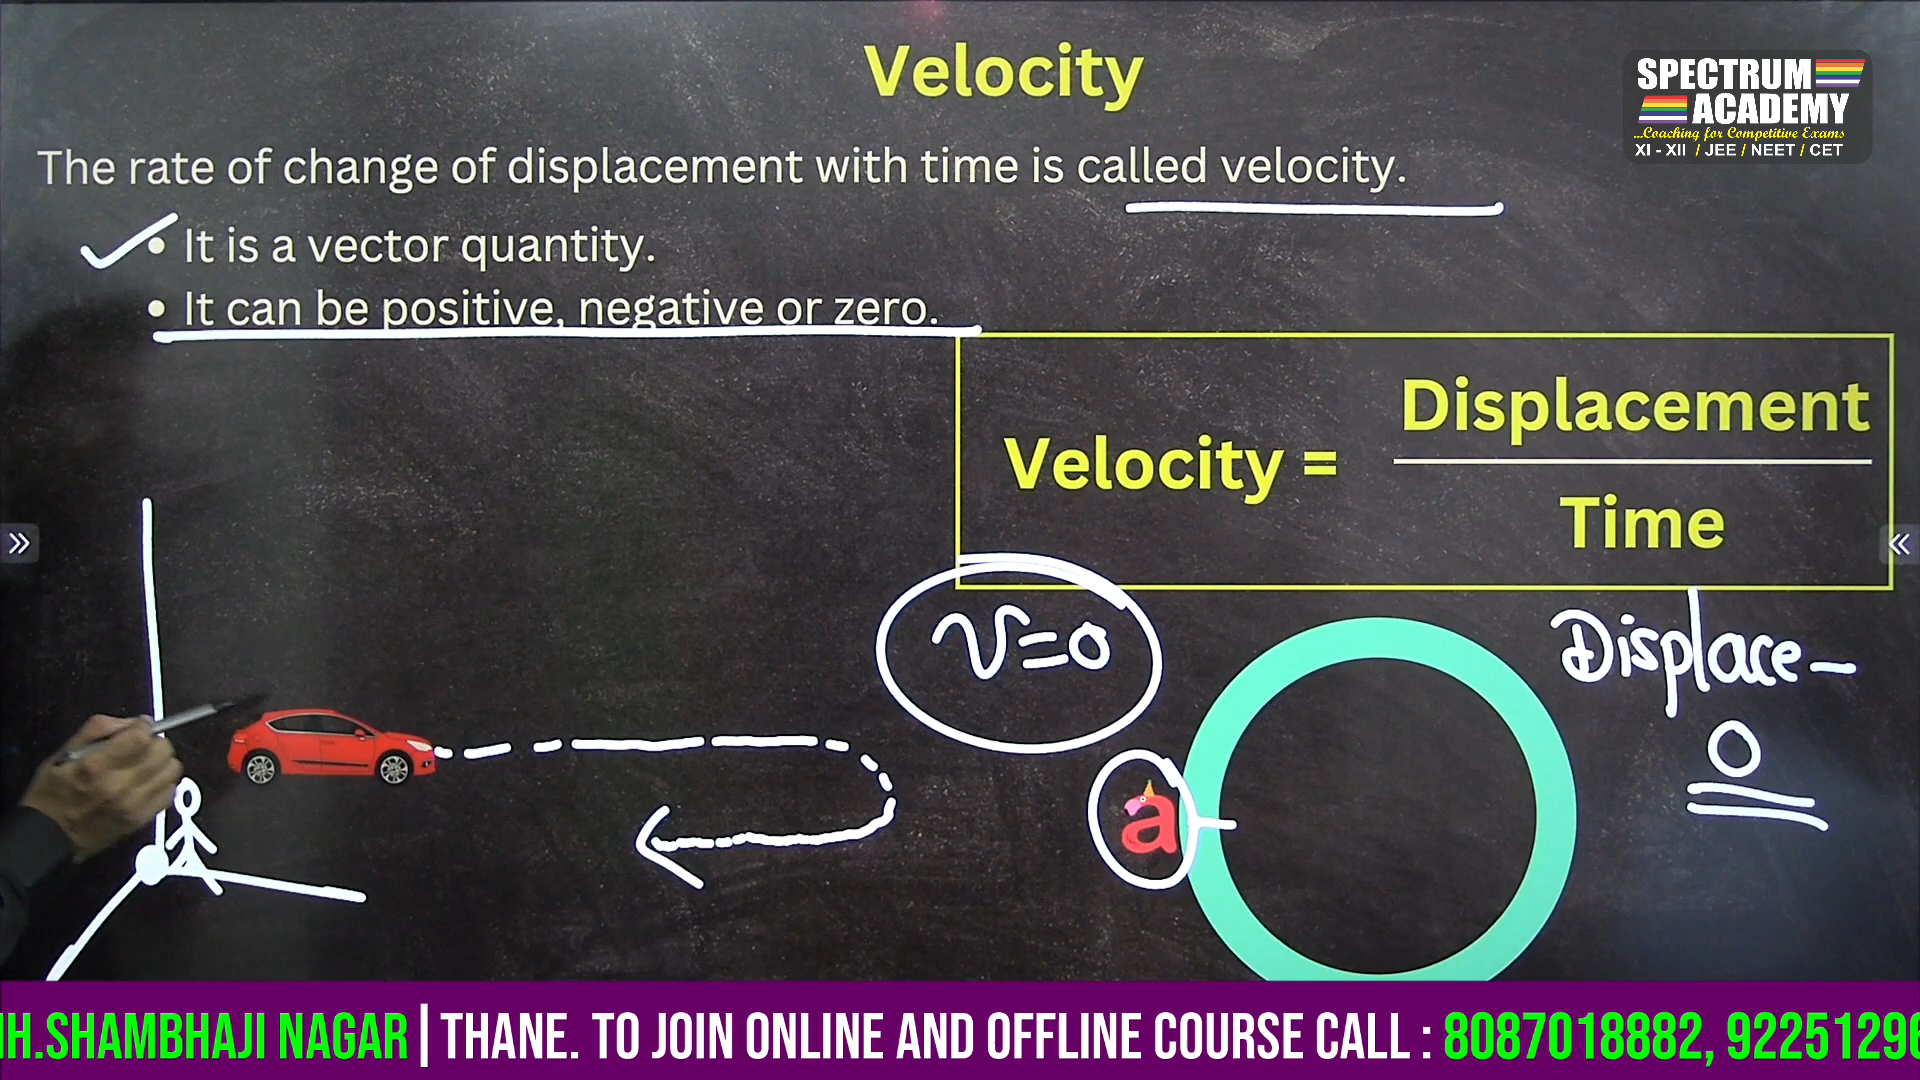 Velocity
SPECTRUM
ACADEMY
...Coaching for Competitive Exams
XI - XII / JEE / NEET / CET
The rate of change of displacement with time is called velocity.
• It is a vector quantity.
• It can be positive, negative or zero.
Velocity = Displacement
Time
V=0
Displace-
0
a
H.SHAMBHAJI NAGAR | THANE. TO JOIN ONLINE AND OFFLINE COURSE CALL : 8087018882, 92251296